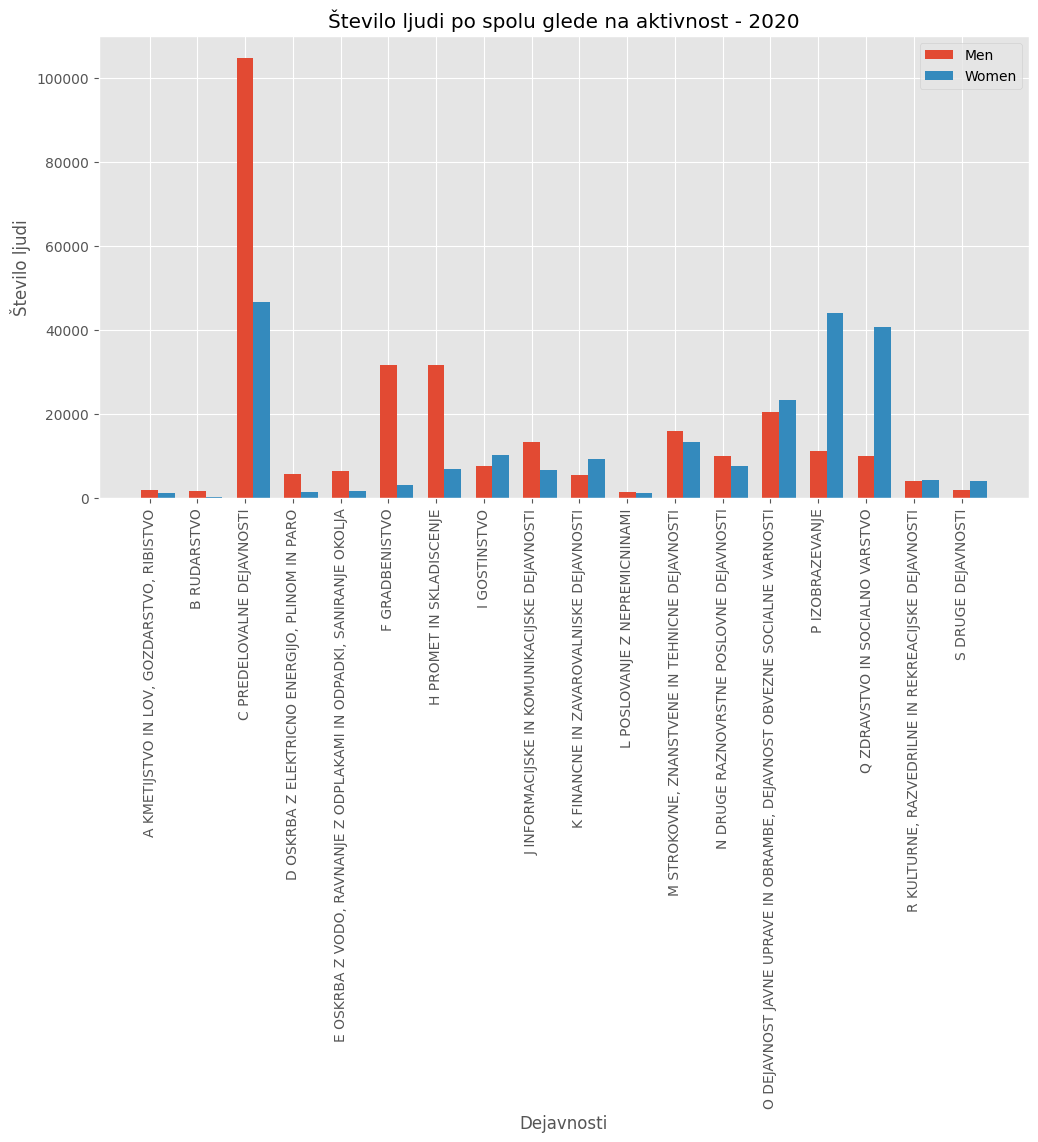 Število ljudi po spolu glede na aktivnost - 2020
Men
Women
Število ljudi
100000
80000
60000
40000
20000
0
A KMETIJSTVO IN LOV, GOZDARSTVO, RIBISTVO
B RUDARSTVO
C PREDELOVALNE DEJAVNOSTI
D OSKRBA Z ELEKTRICNO ENERGIJO, PLINOM IN PARO
E OSKRBA Z VODO, RAVNANJE Z ODPLAKAMI IN ODPADKI, SANIRANJE OKOLJA
F GRADBENISTVO
H PROMET IN SKLADISCENJE
I GOSTINSTVO
J INFORMACIJSKE IN KOMUNIKACIJSKE DEJAVNOSTI
K FINANCNE IN ZAVAROVALNISKE DEJAVNOSTI
L POSLOVANJE Z NEPREMICNINAMI
M STROKOVNE, ZNANSTVENE IN TEHNICNE DEJAVNOSTI
N DRUGE RAZNOVRSTNE POSLOVNE DEJAVNOSTI
O DEJAVNOST JAVNE UPRAVE IN OBRAMBE, DEJAVNOST OBVEZNE SOCIALNE VARNOSTI
P IZOBRAZEVANJE
Q ZDRAVSTVO IN SOCIALNO VARSTVO
R KULTURNE, RAZVEDRILNE IN REKREACIJSKE DEJAVNOSTI
S DRUGE DEJAVNOSTI
Dejavnosti